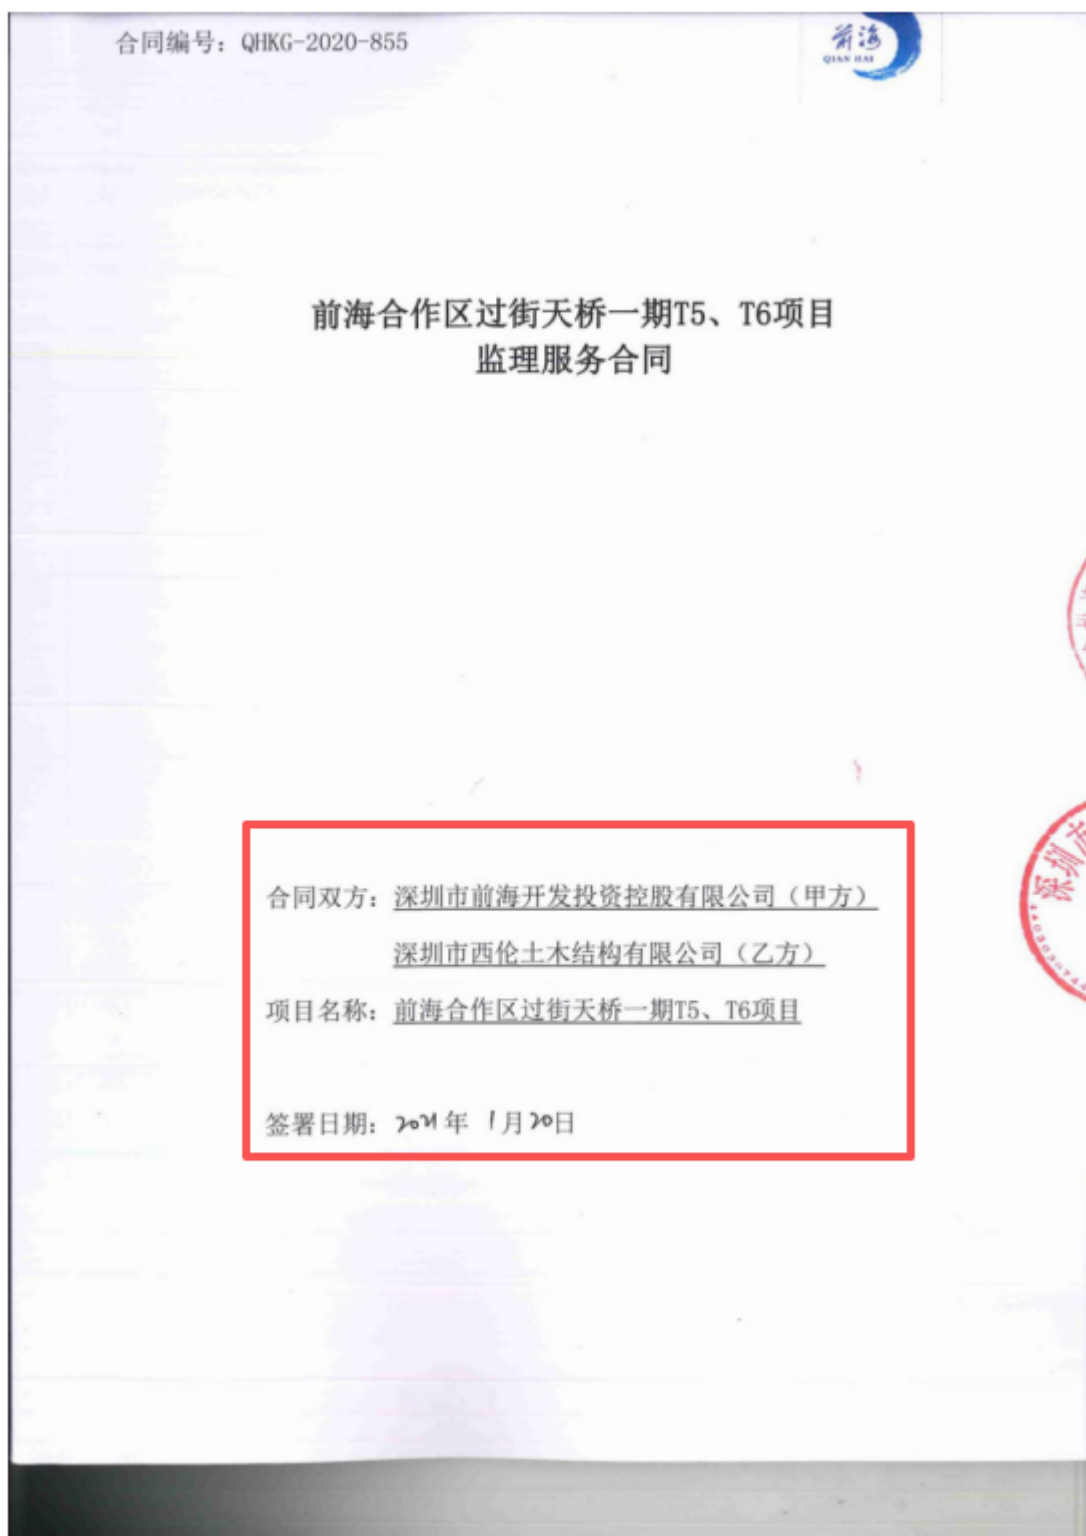 合同编号：QHKG-2020-855
前海
QIAN HAI
前海合作区过街天桥一期T5、T6项目
监理服务合同
合同双方：深圳市前海开发投资控股有限公司（甲方）
深圳市西伦土木结构有限公司（乙方）
项目名称：前海合作区过街天桥一期T5、T6项目
签署日期：2021年 1月20日
深圳市